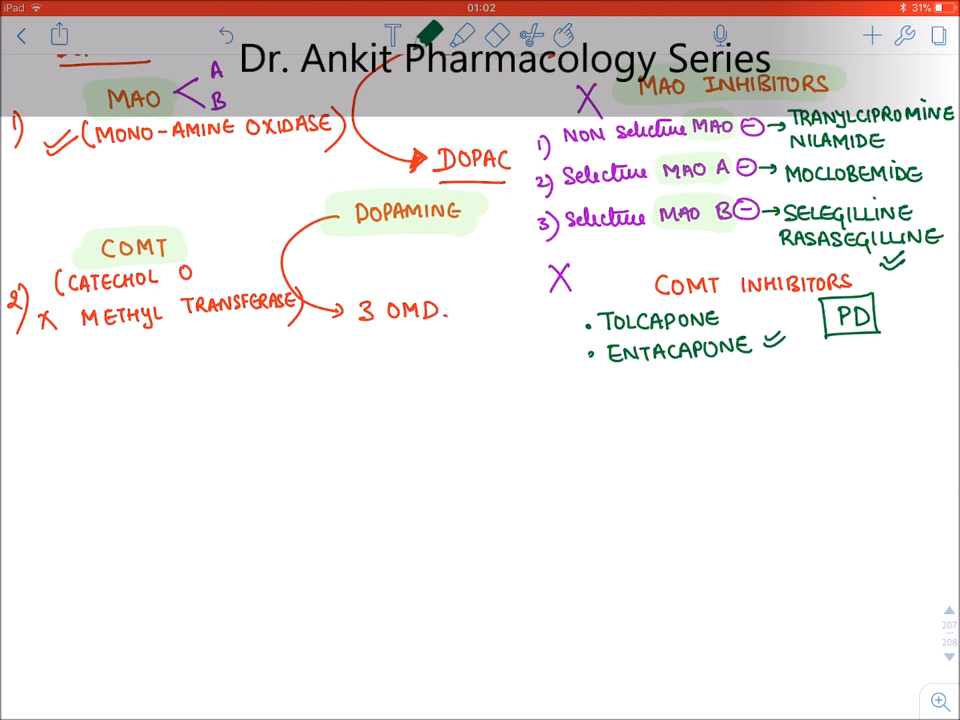 iPad
01:02
31%
Dr. Ankit Pharmacology Series
MAO
A
B
1) (MONO-AMINE OXIDASE)
DOPAC
DOPAMINE
COMT
2) (CATECHOL O
X METHYL TRANSFERASE)
3 OMD.
X MAO INHIBITORS
1) NON Selective MAO ⊖ → TRANYLCIPROMINE
NILAMIDE
2) Selective MAO A ⊖ → MOCLOBEMIDE
3) Selective MAO B ⊖ → SELEGILLINE
RASASEGILLINE
X COMT INHIBITORS
• TOLCAPONE
• ENTACAPONE
PD
207
208